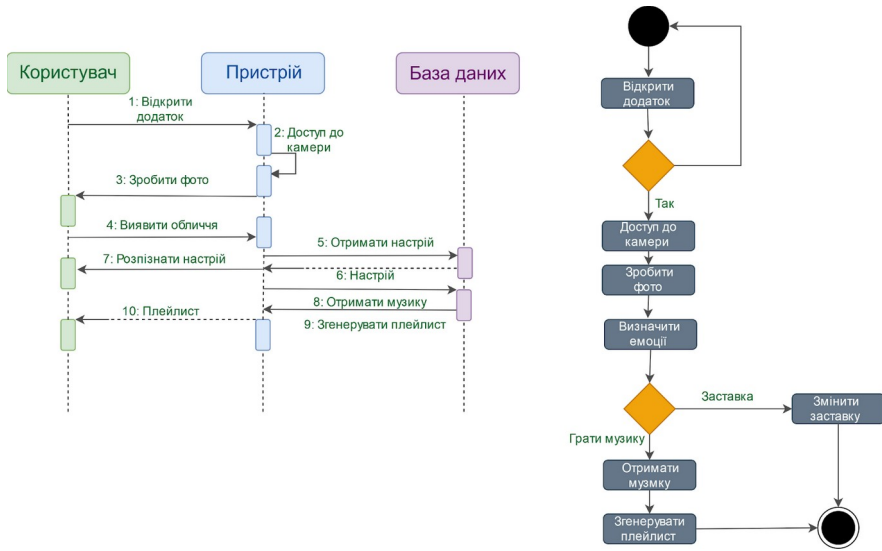 Користувач
Пристрій
База даних
1: Відкрити
додаток
2: Доступ до
камери
3: Зробити фото
4: Виявити обличчя
5: Отримати настрій
7: Розпізнати настрій
6: Настрій
8: Отримати музику
10: Плейлист
9: Згенерувати плейлист
Відкрити
додаток
Так
Доступ до
камери
Зробити
фото
Визначити
емоції
Заставка
Змінити
заставку
Грати музику
Отримати
музмку
Згенерувати
плейлист